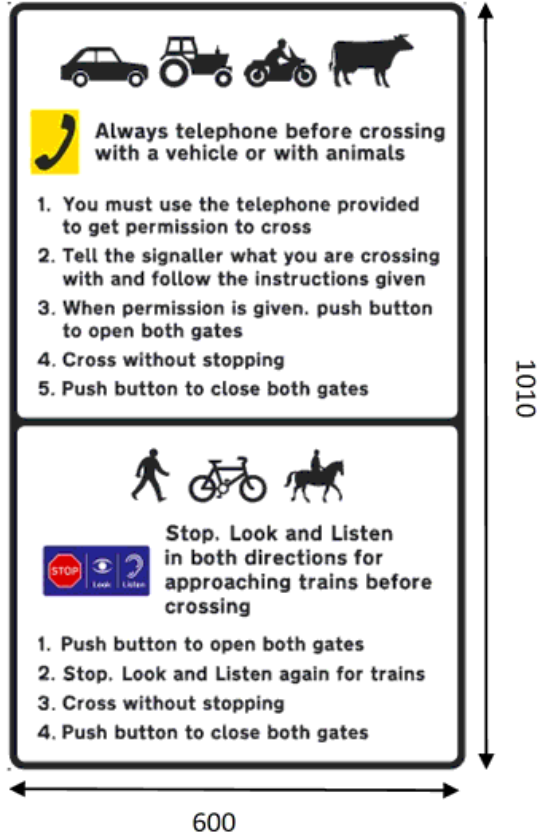 Always telephone before crossing
with a vehicle or with animals
1. You must use the telephone provided
to get permission to cross
2. Tell the signaller what you are crossing
with and follow the instructions given
3. When permission is given. push button
to open both gates
4. Cross without stopping
5. Push button to close both gates
1010
Stop. Look and Listen
in both directions for
approaching trains before
crossing
STOP
Look
Listen
1. Push button to open both gates
2. Stop. Look and Listen again for trains
3. Cross without stopping
4. Push button to close both gates
600